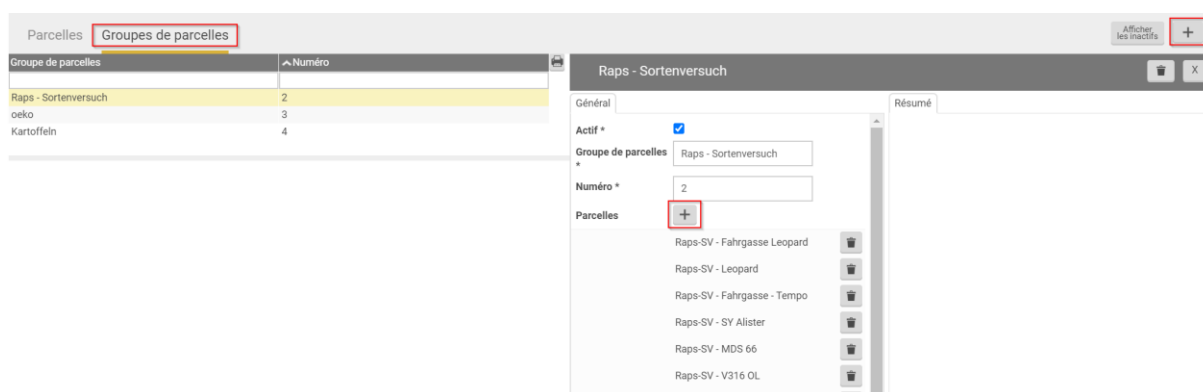 Parcelles Groupes de parcelles
Afficher les inactifs +
Groupe de parcelles Numéro
Raps - Sortenversuch 2
oeko 3
Kartoffeln 4
Raps - Sortenversuch X
Général Résumé
Actif *
Groupe de parcelles * Raps - Sortenversuch
Numéro * 2
Parcelles +
Raps-SV - Fahrgasse Leopard
Raps-SV - Leopard
Raps-SV - Fahrgasse - Tempo
Raps-SV - SY Alister
Raps-SV - MDS 66
Raps-SV - V316 OL